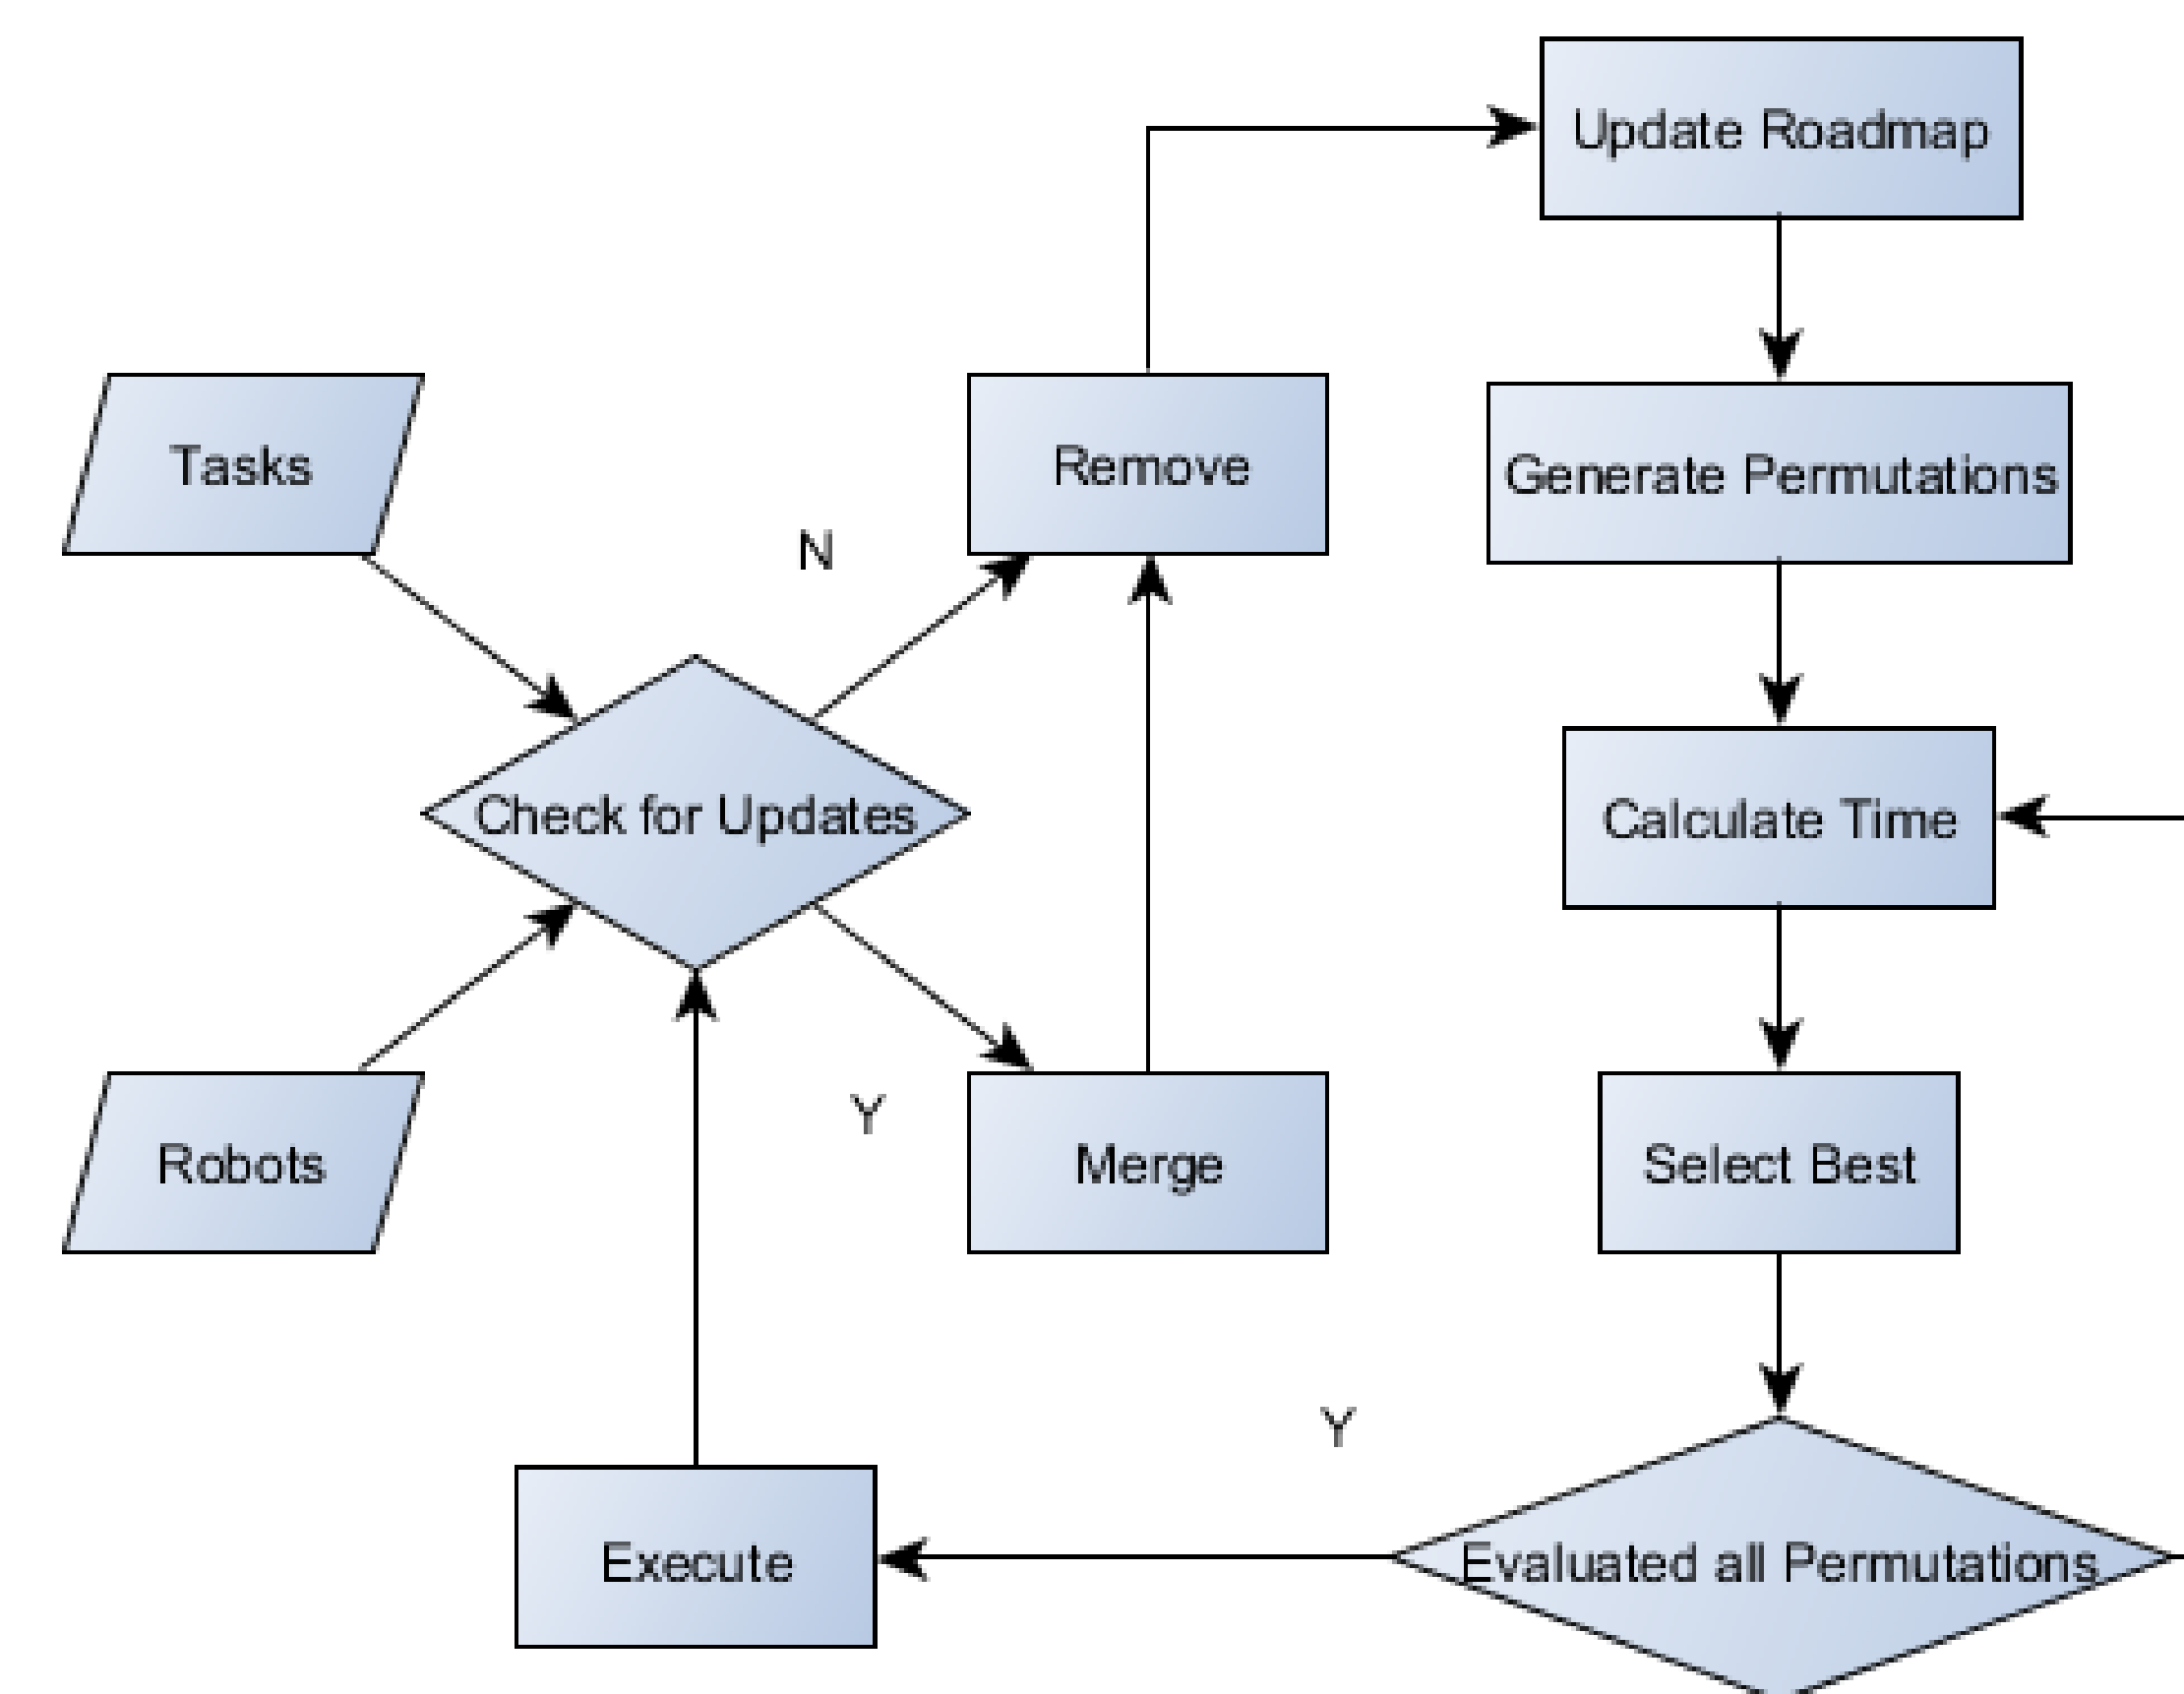 Update Roadmap
Tasks
Remove
Generate Permutations
N
Check for Updates
Calculate Time
Y
Robots
Merge
Select Best
Y
Execute
Evaluated all Permutations